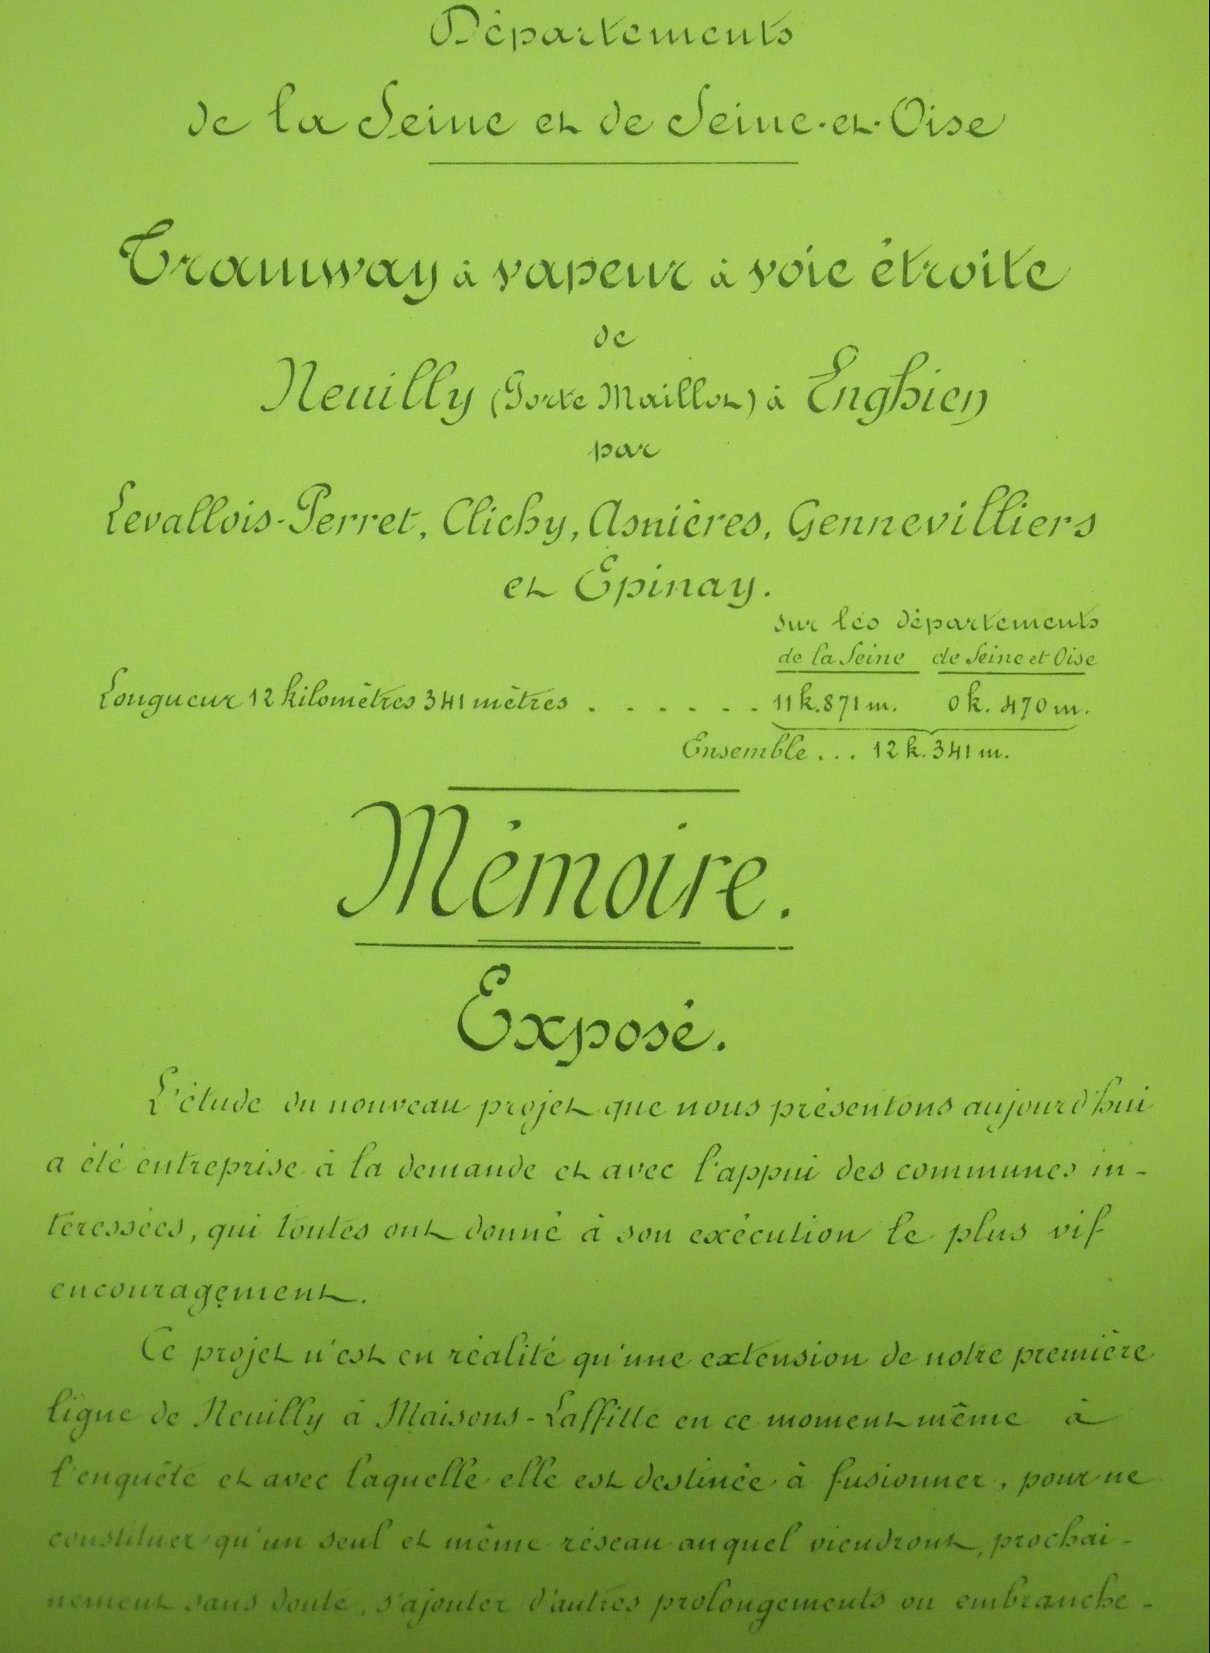 Départements
de la Seine et de Seine-et-Oise
Tramway à vapeur à voie étroite
de
Neuilly (Porte Maillot) à Enghien
par
Levallois-Perret, Clichy, Asnières, Gennevilliers
et Epinay.
sur les départements
de la Seine de Seine et Oise
Longueur 12 kilomètres 341 mètres . . . . . . 11 k. 871 m. 0 k. 470 m.
Ensemble . . . 12 k. 341 m.
Mémoire.
Exposé.
L'étude du nouveau projet que nous présentons aujourd'hui
a été entreprise à la demande et avec l'appui des communes in-
téressées, qui toutes ont donné à son exécution le plus vif
encouragement.
Ce projet n'est en réalité qu'une extension de notre première
ligne de Neuilly à Maisons-Laffitte en ce moment même à
l'enquête et avec laquelle elle est destinée à fusionner, pour ne
constituer qu'un seul et même réseau auquel viendront, prochai-
nement sans doute, s'ajouter d'autres prolongements ou embranche-